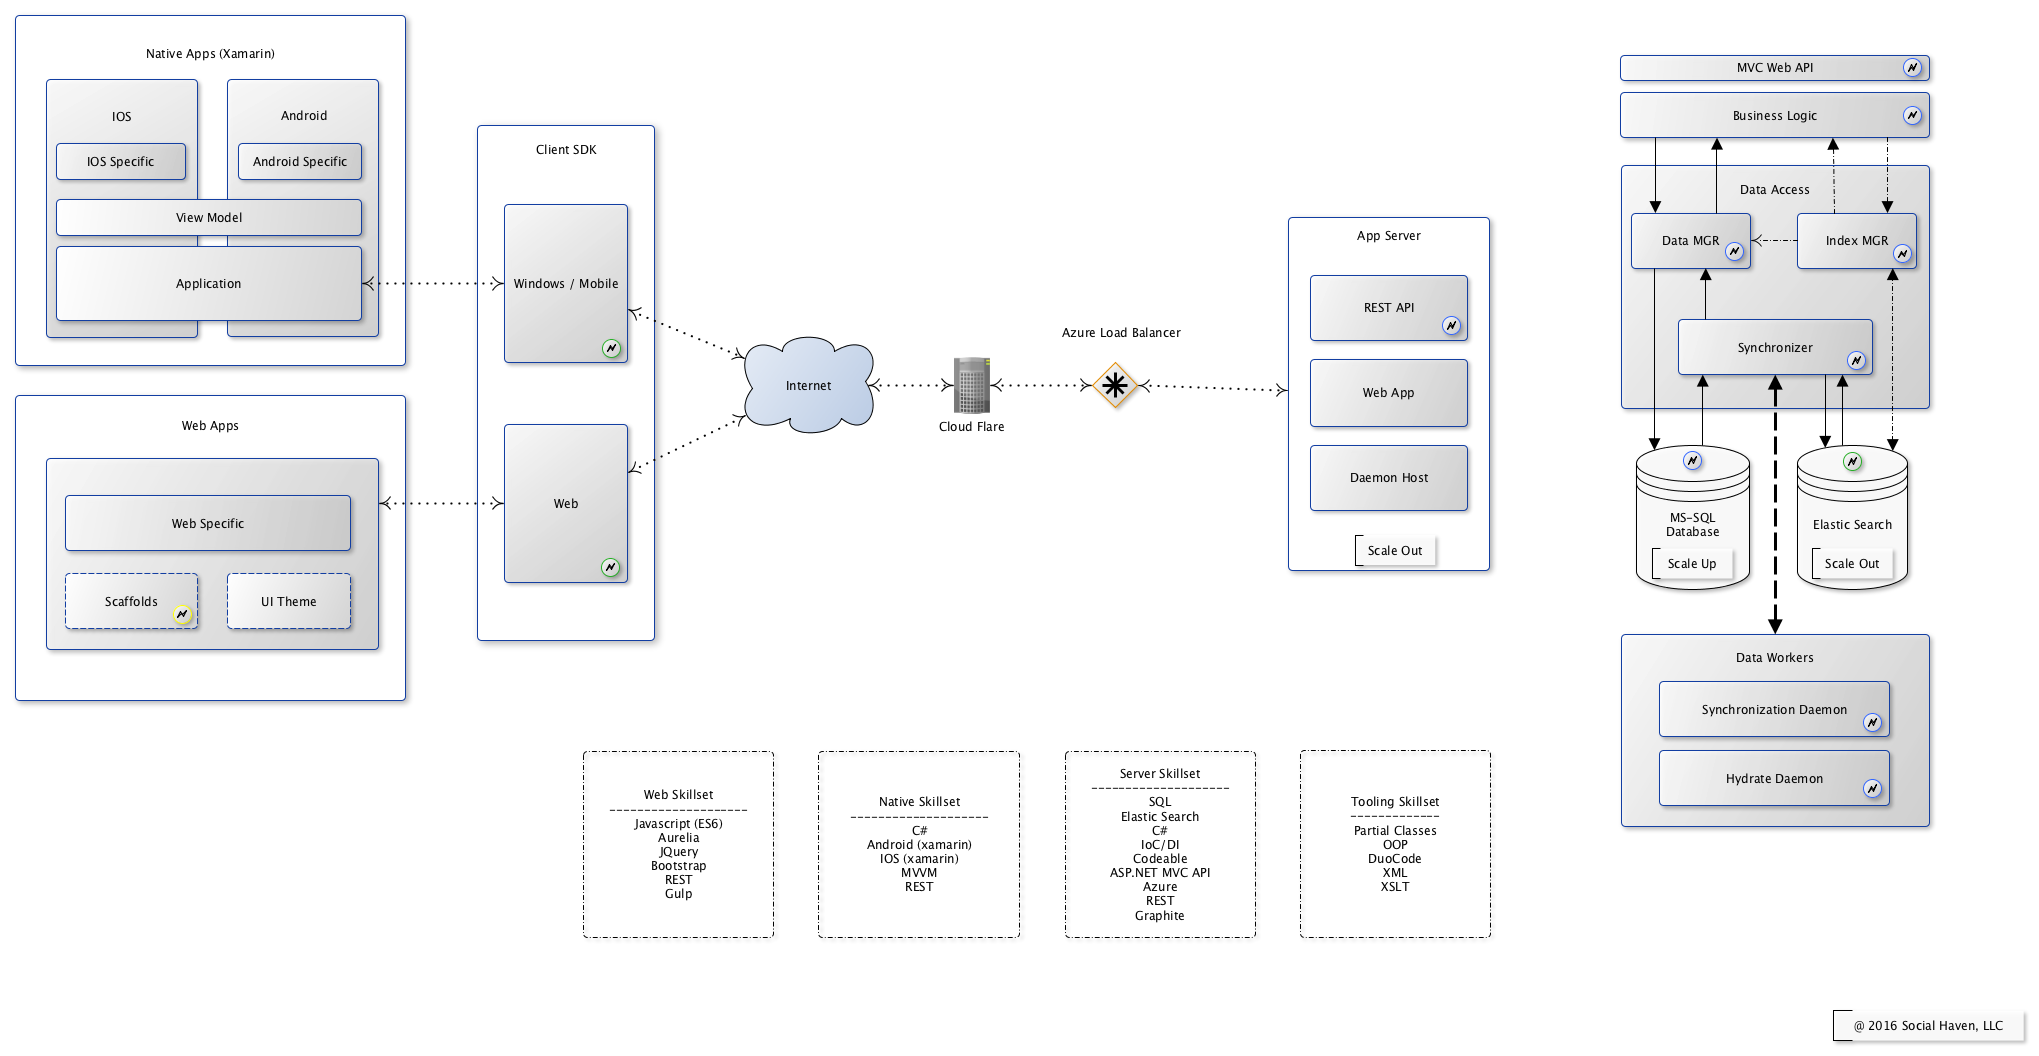 Native Apps (Xamarin)
IOS
Android
IOS Specific
Android Specific
View Model
Application
Web Apps
Web Specific
Scaffolds
UI Theme
Client SDK
Windows / Mobile
Web
Internet
Cloud Flare
Azure Load Balancer
App Server
REST API
Web App
Daemon Host
Scale Out
MVC Web API
Business Logic
Data Access
Data MGR
Index MGR
Synchronizer
MS-SQL
Database
Scale Up
Elastic Search
Scale Out
Data Workers
Synchronization Daemon
Hydrate Daemon
Web Skillset
--------------------
Javascript (ES6)
Aurelia
JQuery
Bootstrap
REST
Gulp
Native Skillset
--------------------
C#
Android (xamarin)
IOS (xamarin)
MVVM
REST
Server Skillset
--------------------
SQL
Elastic Search
C#
IoC/DI
Codeable
ASP.NET MVC API
Azure
REST
Graphite
Tooling Skillset
-------------
Partial Classes
OOP
DuoCode
XML
XSLT
@ 2016 Social Haven, LLC